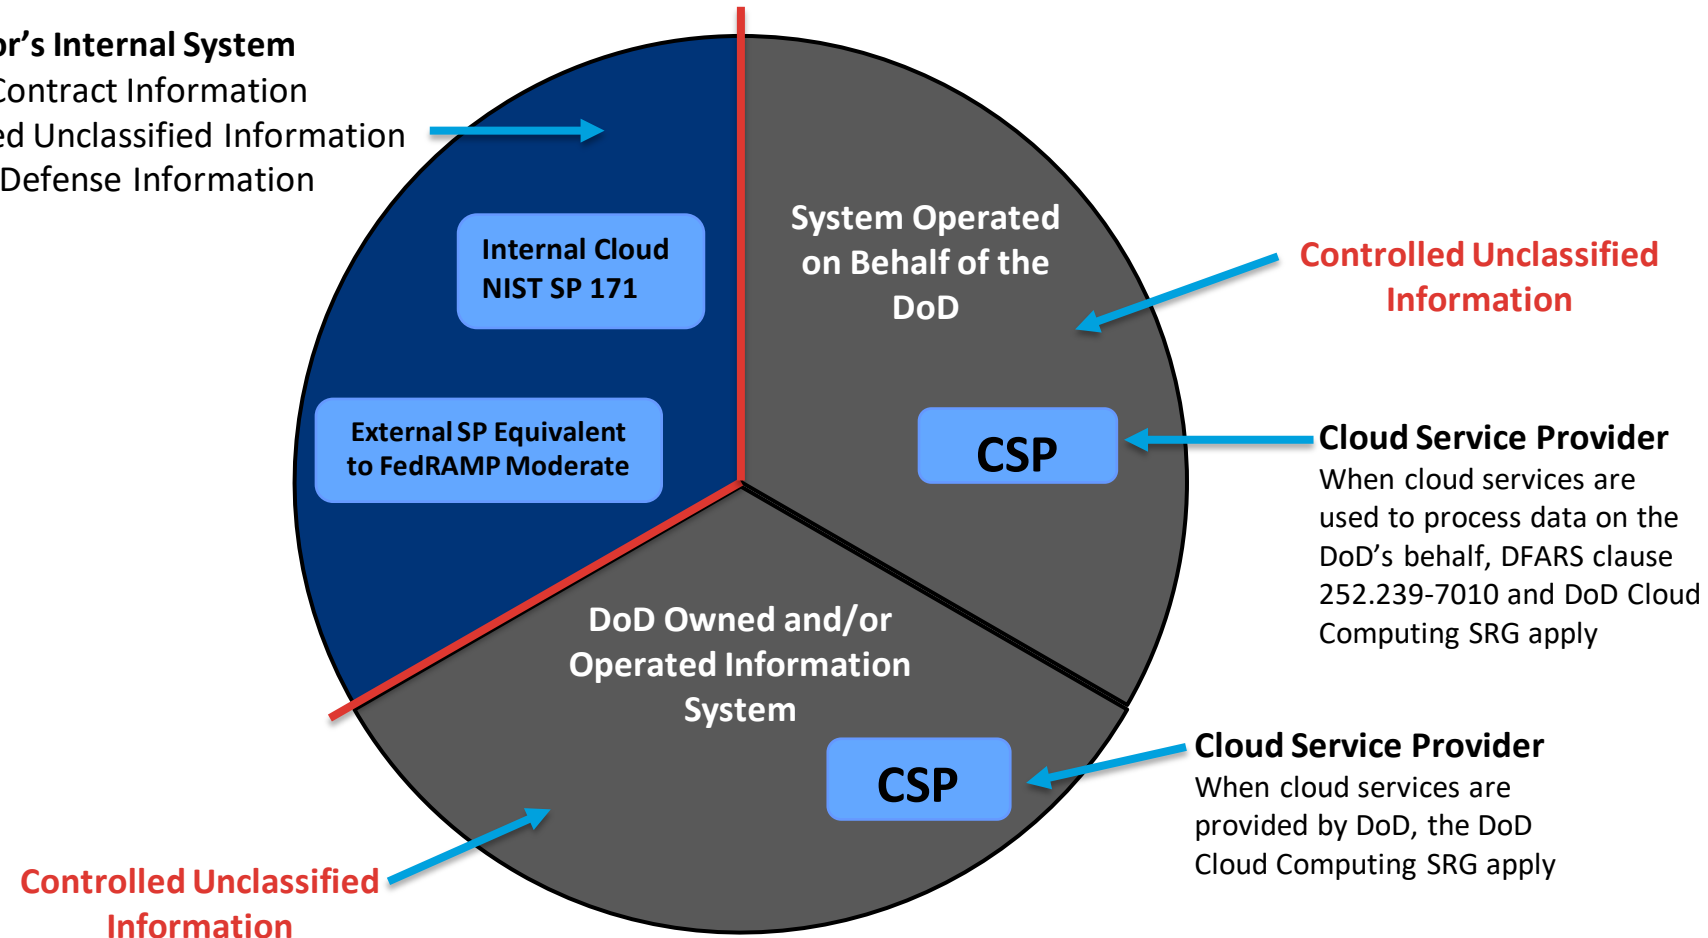 or's Internal System
Contract Information
ed Unclassified Information
Defense Information
Internal Cloud
NIST SP 171
External SP Equivalent
to FedRAMP Moderate
System Operated
on Behalf of the
DoD
Controlled Unclassified
Information
CSP
Cloud Service Provider
When cloud services are
used to process data on the
DoD's behalf, DFARS clause
252.239-7010 and DoD Cloud
Computing SRG apply
DoD Owned and/or
Operated Information
System
CSP
Cloud Service Provider
When cloud services are
provided by DoD, the DoD
Cloud Computing SRG apply
Controlled Unclassified
Information